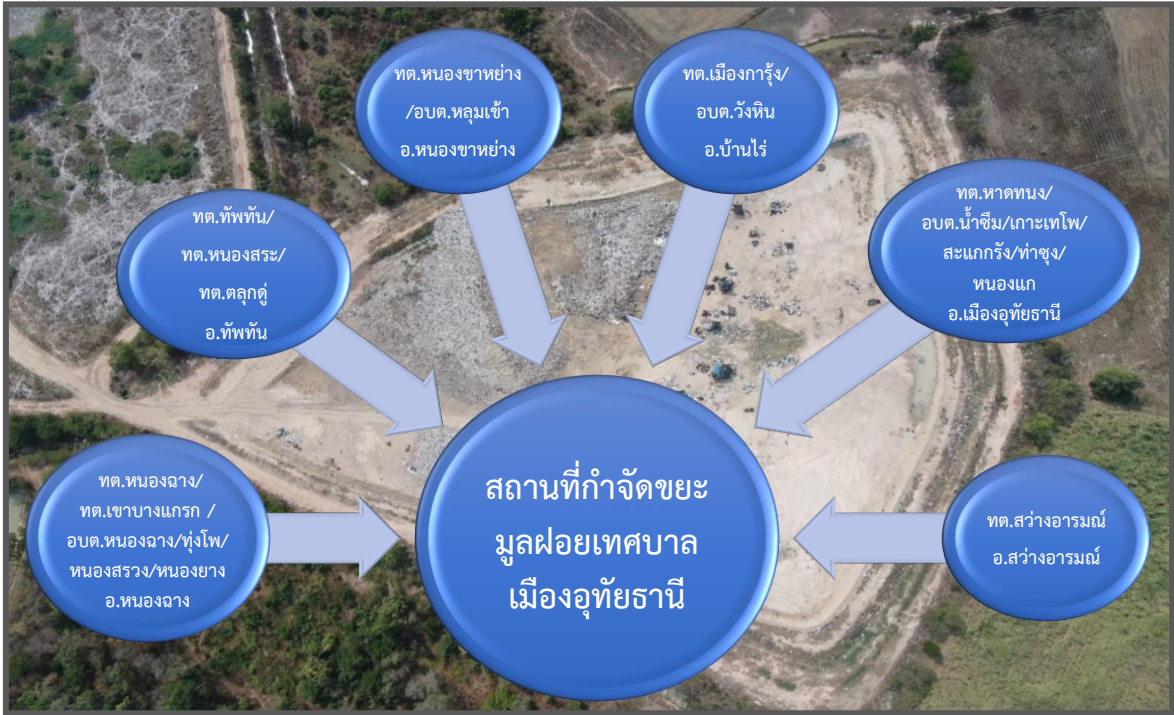 ทต.หนองขาหย่าง
/อบต.หลุมเข้า
อ.หนองขาหย่าง
ทต.เมืองการุ้ง/
อบต.วังหิน
อ.บ้านไร่
ทต.ทัพทัน/
ทต.หนองสระ/
ทต.ตลุกดู่
อ.ทัพทัน
ทต.หาดทนง/
อบต.น้ำซึม/เกาะเทโพ/
สะแกกรัง/ท่าซุง/
หนองแก
อ.เมืองอุทัยธานี
ทต.หนองฉาง/
ทต.เขาบางแกรก /
อบต.หนองฉาง/ทุ่งโพ/
หนองสรวง/หนองยาง
อ.หนองฉาง
สถานที่กำจัดขยะ
มูลฝอยเทศบาล
เมืองอุทัยธานี
ทต.สว่างอารมณ์
อ.สว่างอารมณ์